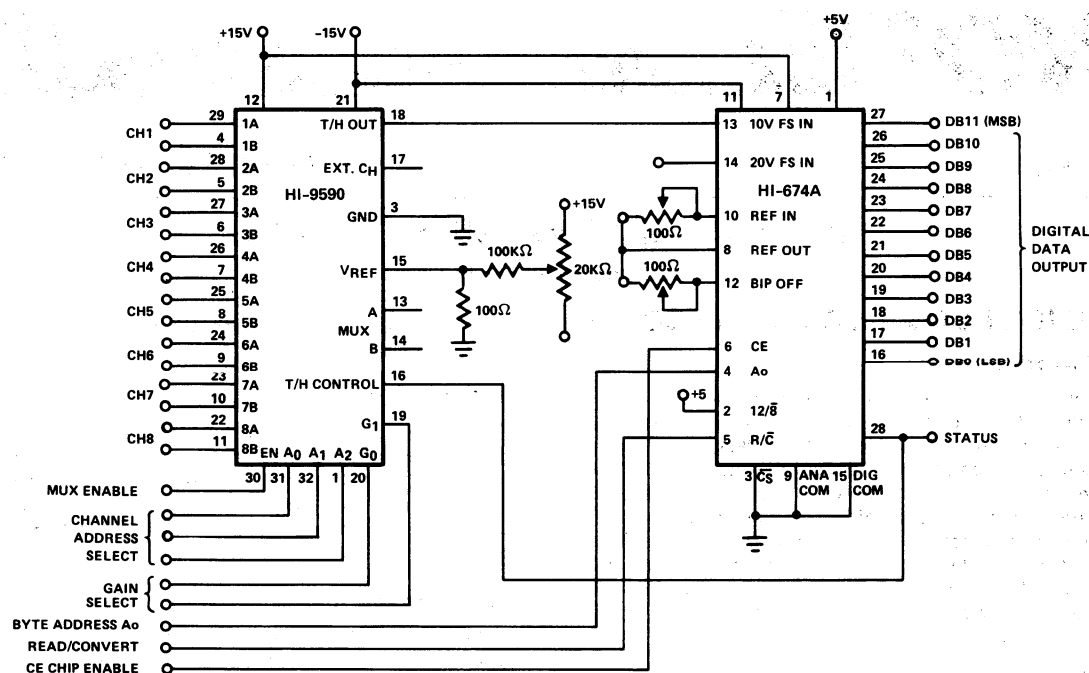 +15V
-15V
+5V
12
21
11
7
1
29
1A
T/H OUT
18
13
10V FS IN
27
DB11 (MSB)
CH1
4
1B
26
DB10
28
2A
EXT. CH
17
14
20V FS IN
25
DB9
CH2
5
2B
HI-9590
HI-674A
24
DB8
27
3A
GND
3
+15V
10
REF IN
23
DB7
CH3
6
3B
100Ω
22
DB6
26
4A
100KΩ
8
REF OUT
21
DB5
DIGITAL
DATA
OUTPUT
CH4
7
4B
VREF
15
20KΩ
100Ω
12
BIP OFF
20
DB4
25
5A
19
DB3
CH5
8
5B
A
13
100Ω
18
DB2
24
6A
MUX
17
DB1
CH6
9
6B
B
14
6
CE
16
DB0 (LSB)
23
7A
T/H CONTROL
16
4
Ao
CH7
10
7B
+5
2
12/8̅
22
8A
G1
19
5
R/C̅
28
STATUS
CH8
11
8B
EN
A0
A1
A2
G0
30
31
32
1
20
3
C̅S̅
9
ANA
COM
15
DIG
COM
MUX ENABLE
CHANNEL
ADDRESS
SELECT
GAIN
SELECT
BYTE ADDRESS Ao
READ/CONVERT
CE CHIP ENABLE